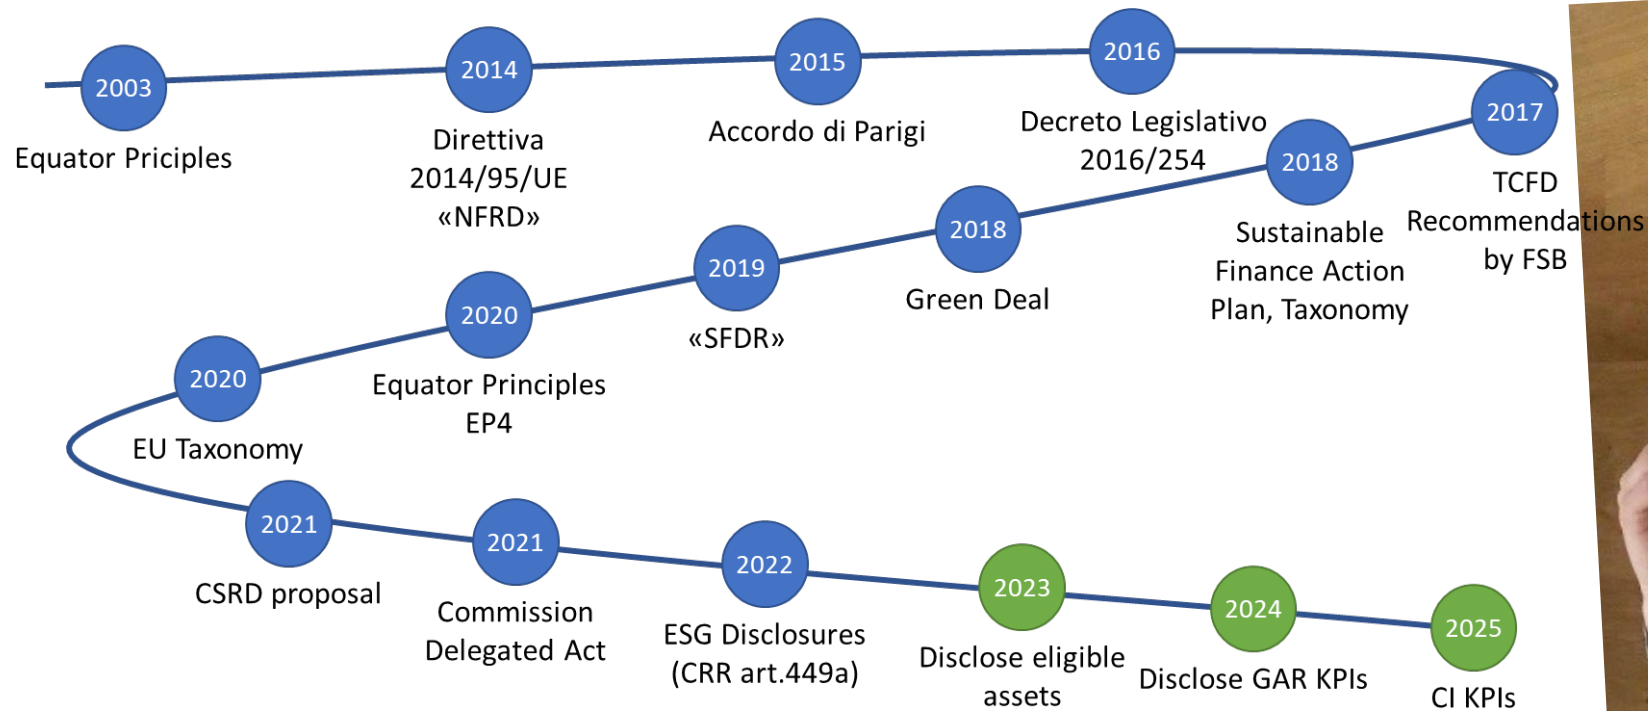 2003
Equator Priciples
2014
Direttiva
2014/95/UE
«NFRD»
2015
Accordo di Parigi
2016
Decreto Legislativo
2016/254
2017
TCFD
Recommendations
by FSB
2018
Sustainable
Finance Action
Plan, Taxonomy
2018
Green Deal
2019
«SFDR»
2020
Equator Principles
EP4
2020
EU Taxonomy
2021
CSRD proposal
2021
Commission
Delegated Act
2022
ESG Disclosures
(CRR art.449a)
2023
Disclose eligible
assets
2024
Disclose GAR KPIs
2025
CI KPIs